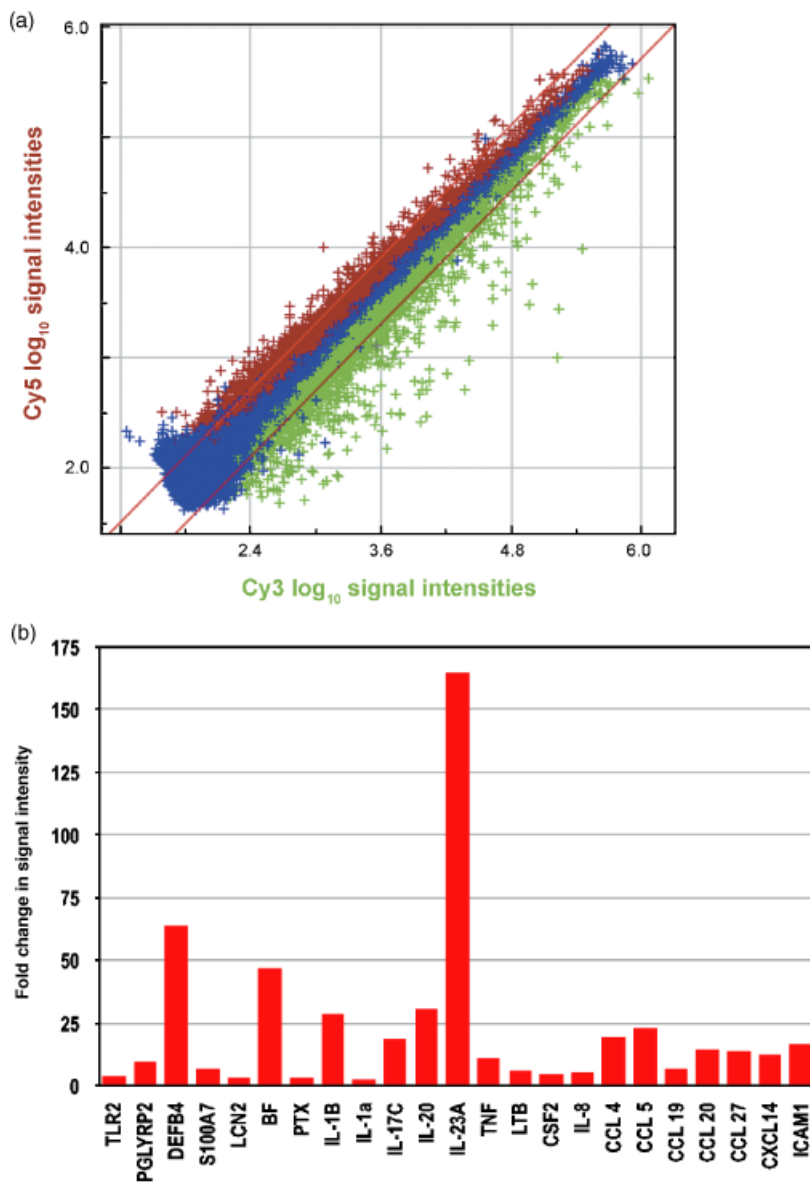 (a)
6.0
4.0
2.0
Cy5 log₁₀ signal intensities
2.4 3.6 4.8 6.0
Cy3 log₁₀ signal intensities
(b)
175
150
125
100
75
50
25
0
Fold change in signal intensity
TLR2
PGLYRP2
DEFB4
S100A7
LCN2
BF
PTX
IL-1B
IL-1a
IL-17C
IL-20
IL-23A
TNF
LTB
CSF2
IL-8
CCL 4
CCL 5
CCL 19
CCL 20
CCL 27
CXCL14
ICAM1